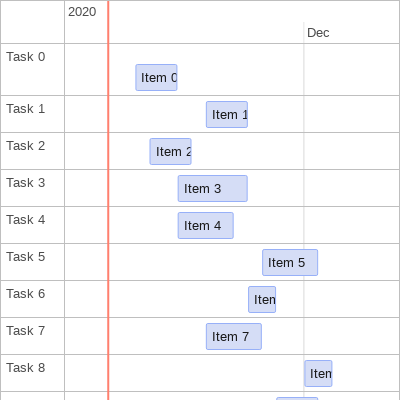 2020
Dec
Task 0
Item 0
Task 1
Item 1
Task 2
Item 2
Task 3
Item 3
Task 4
Item 4
Task 5
Item 5
Task 6
Iten
Task 7
Item 7
Task 8
Iten